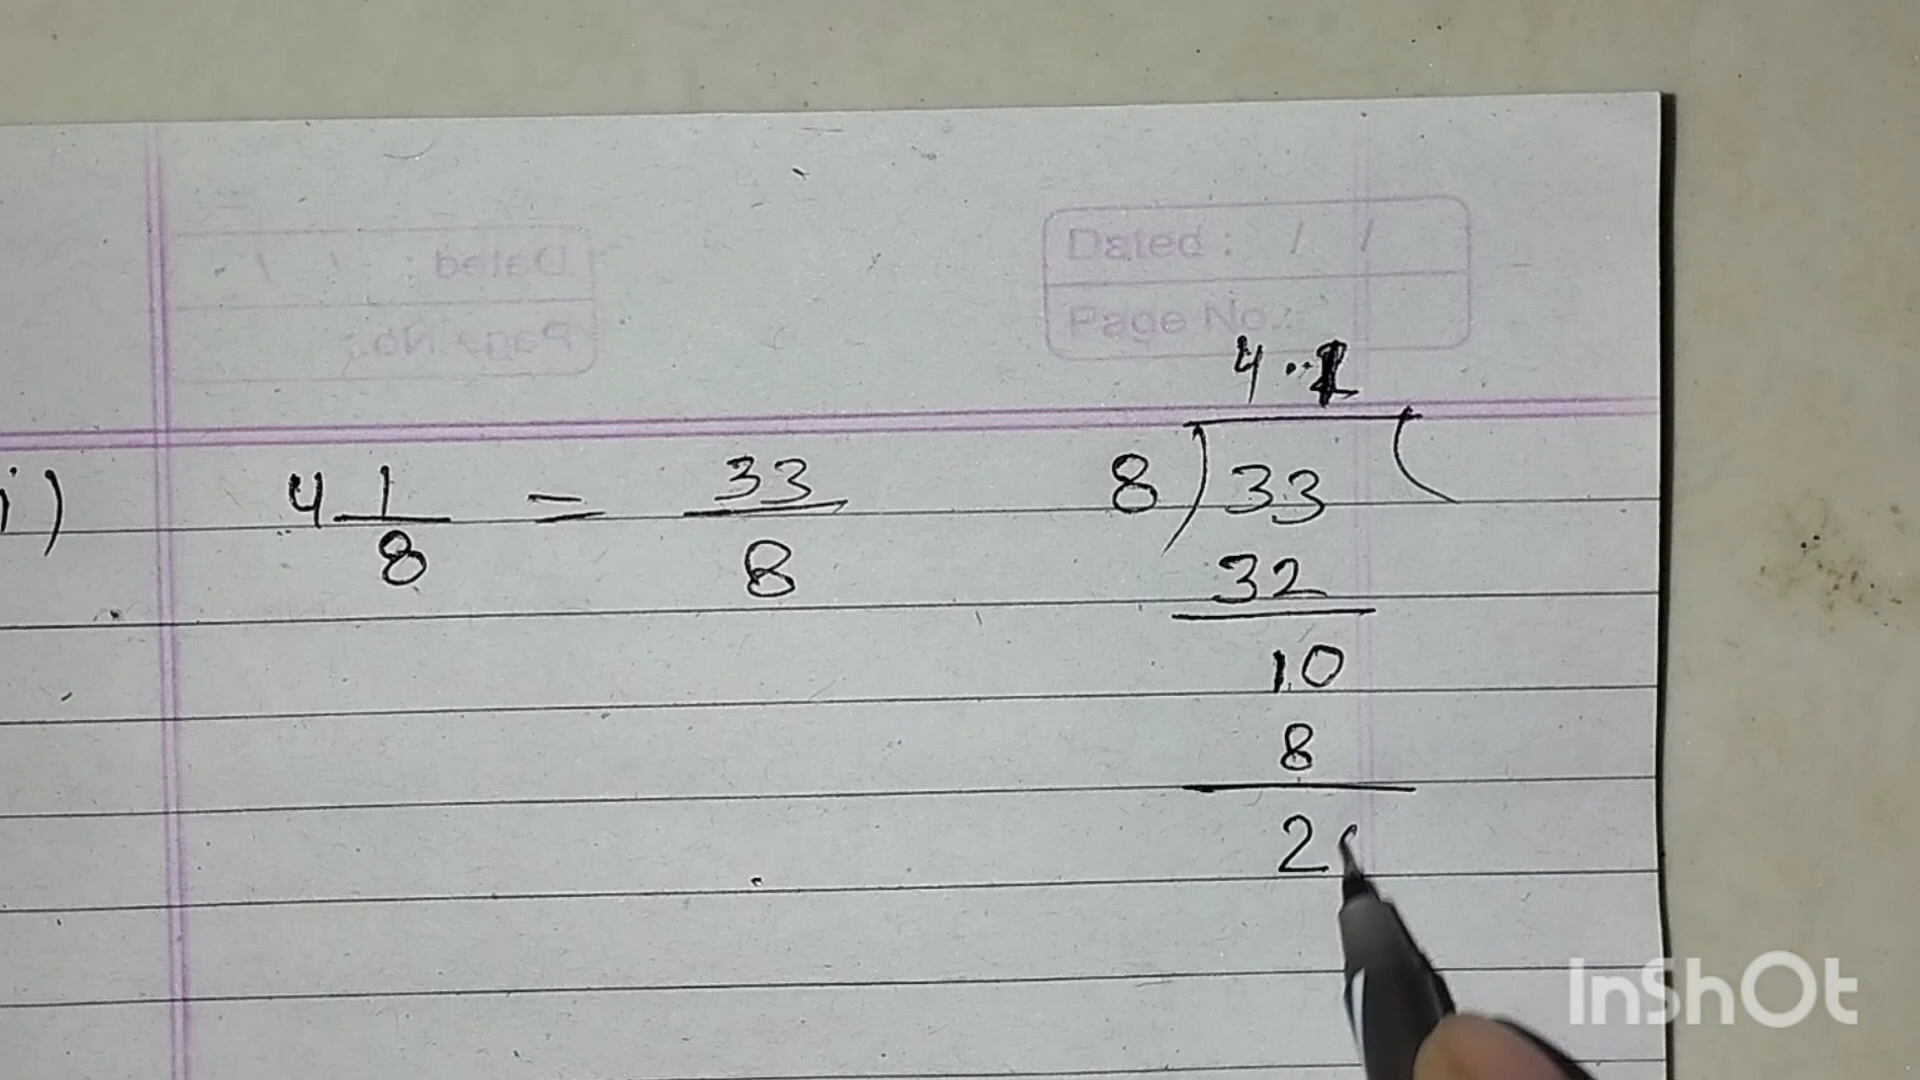 Dated : / /
Page No.:
i) 4 1/8 = 33/8
4.1
8 ) 33 (
32
10
8
2
InShOt